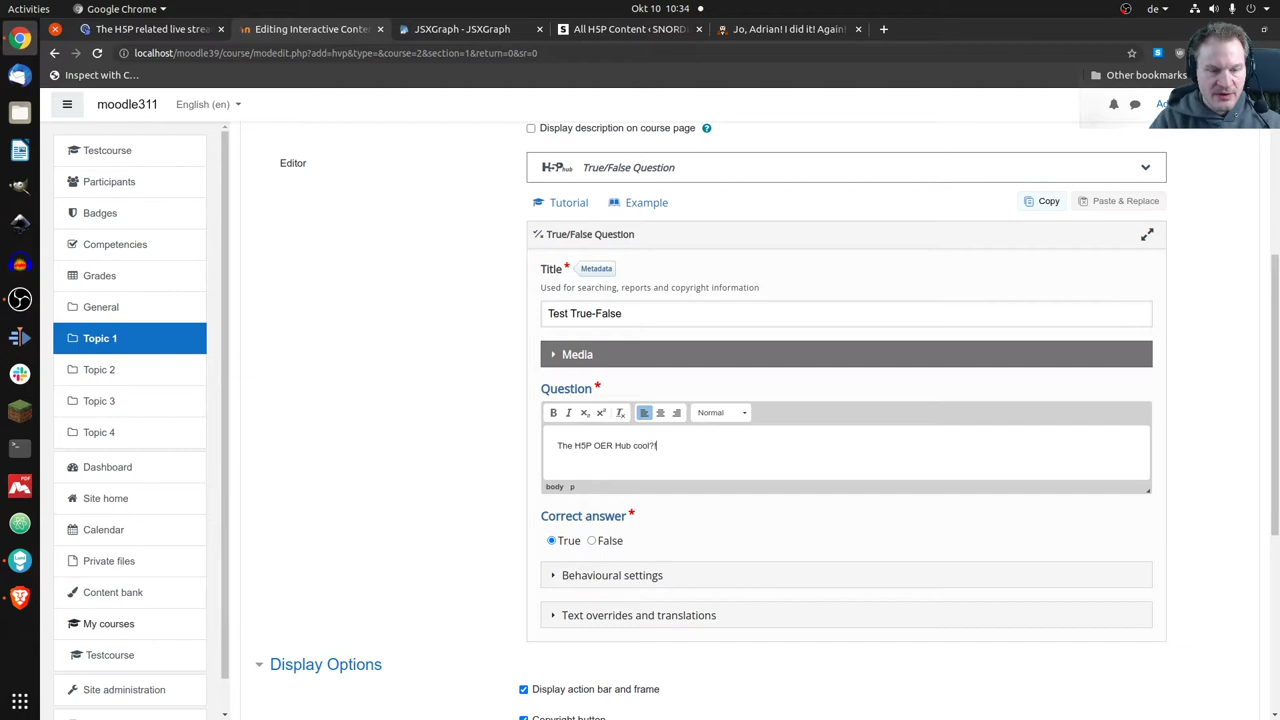 Activities
Google Chrome
Okt 10 10:34
de
The H5P related live strea
Editing Interactive Conte
JSXGraph - JSXGraph
All H5P Content ‹ SNORD
Jo, Adrian! I did it! Again!
localhost/moodle39/course/modedit.php?add=hvp&type=&course=2&section=1&return=0&sr=0
Inspect with C...
Other bookmarks
moodle311
English (en)
Testcourse
Participants
Badges
Competencies
Grades
General
Topic 1
Topic 2
Topic 3
Topic 4
Dashboard
Site home
Calendar
Private files
Content bank
My courses
Testcourse
Site administration
Display description on course page
Editor
H5P hub True/False Question
Tutorial
Example
Copy
Paste & Replace
True/False Question
Title *
Metadata
Used for searching, reports and copyright information
Test True-False
Media
Question *
B I x₂ x² Tx
Normal
The H5P OER Hub cool?!
body p
Correct answer *
True False
Behavioural settings
Text overrides and translations
Display Options
Display action bar and frame
Copyright button
PDF